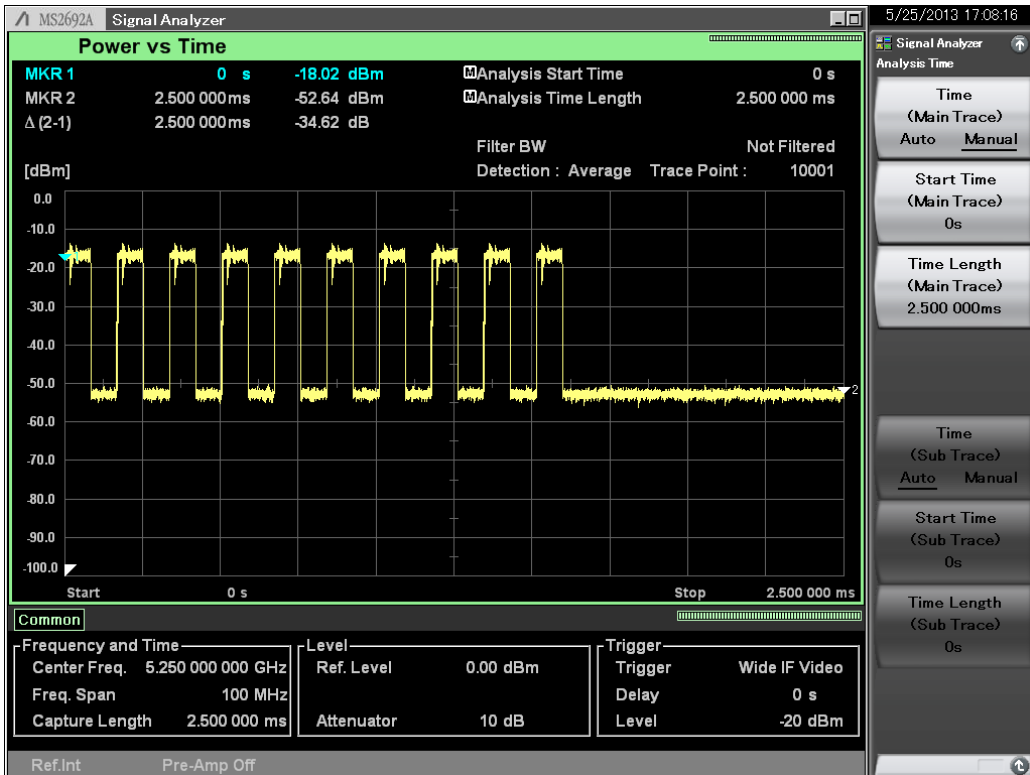 MS2692A Signal Analyzer
5/25/2013 17:08:16
Power vs Time
MKR 1 0 s -18.02 dBm
MKR 2 2.500 000 ms -52.64 dBm
Δ (2-1) 2.500 000 ms -34.62 dB
M Analysis Start Time 0 s
M Analysis Time Length 2.500 000 ms
Filter BW Not Filtered
[dBm] Detection : Average Trace Point : 10001
0.0
-10.0
-20.0
-30.0
-40.0
-50.0
-60.0
-70.0
-80.0
-90.0
-100.0
1
2
Start 0 s Stop 2.500 000 ms
Common
Frequency and Time
Center Freq. 5.250 000 000 GHz
Freq. Span 100 MHz
Capture Length 2.500 000 ms
Level
Ref. Level 0.00 dBm
Attenuator 10 dB
Trigger
Trigger Wide IF Video
Delay 0 s
Level -20 dBm
Ref.Int Pre-Amp Off
Signal Analyzer
Analysis Time
Time
(Main Trace)
Auto Manual
Start Time
(Main Trace)
0s
Time Length
(Main Trace)
2.500 000ms
Time
(Sub Trace)
Auto Manual
Start Time
(Sub Trace)
0s
Time Length
(Sub Trace)
0s